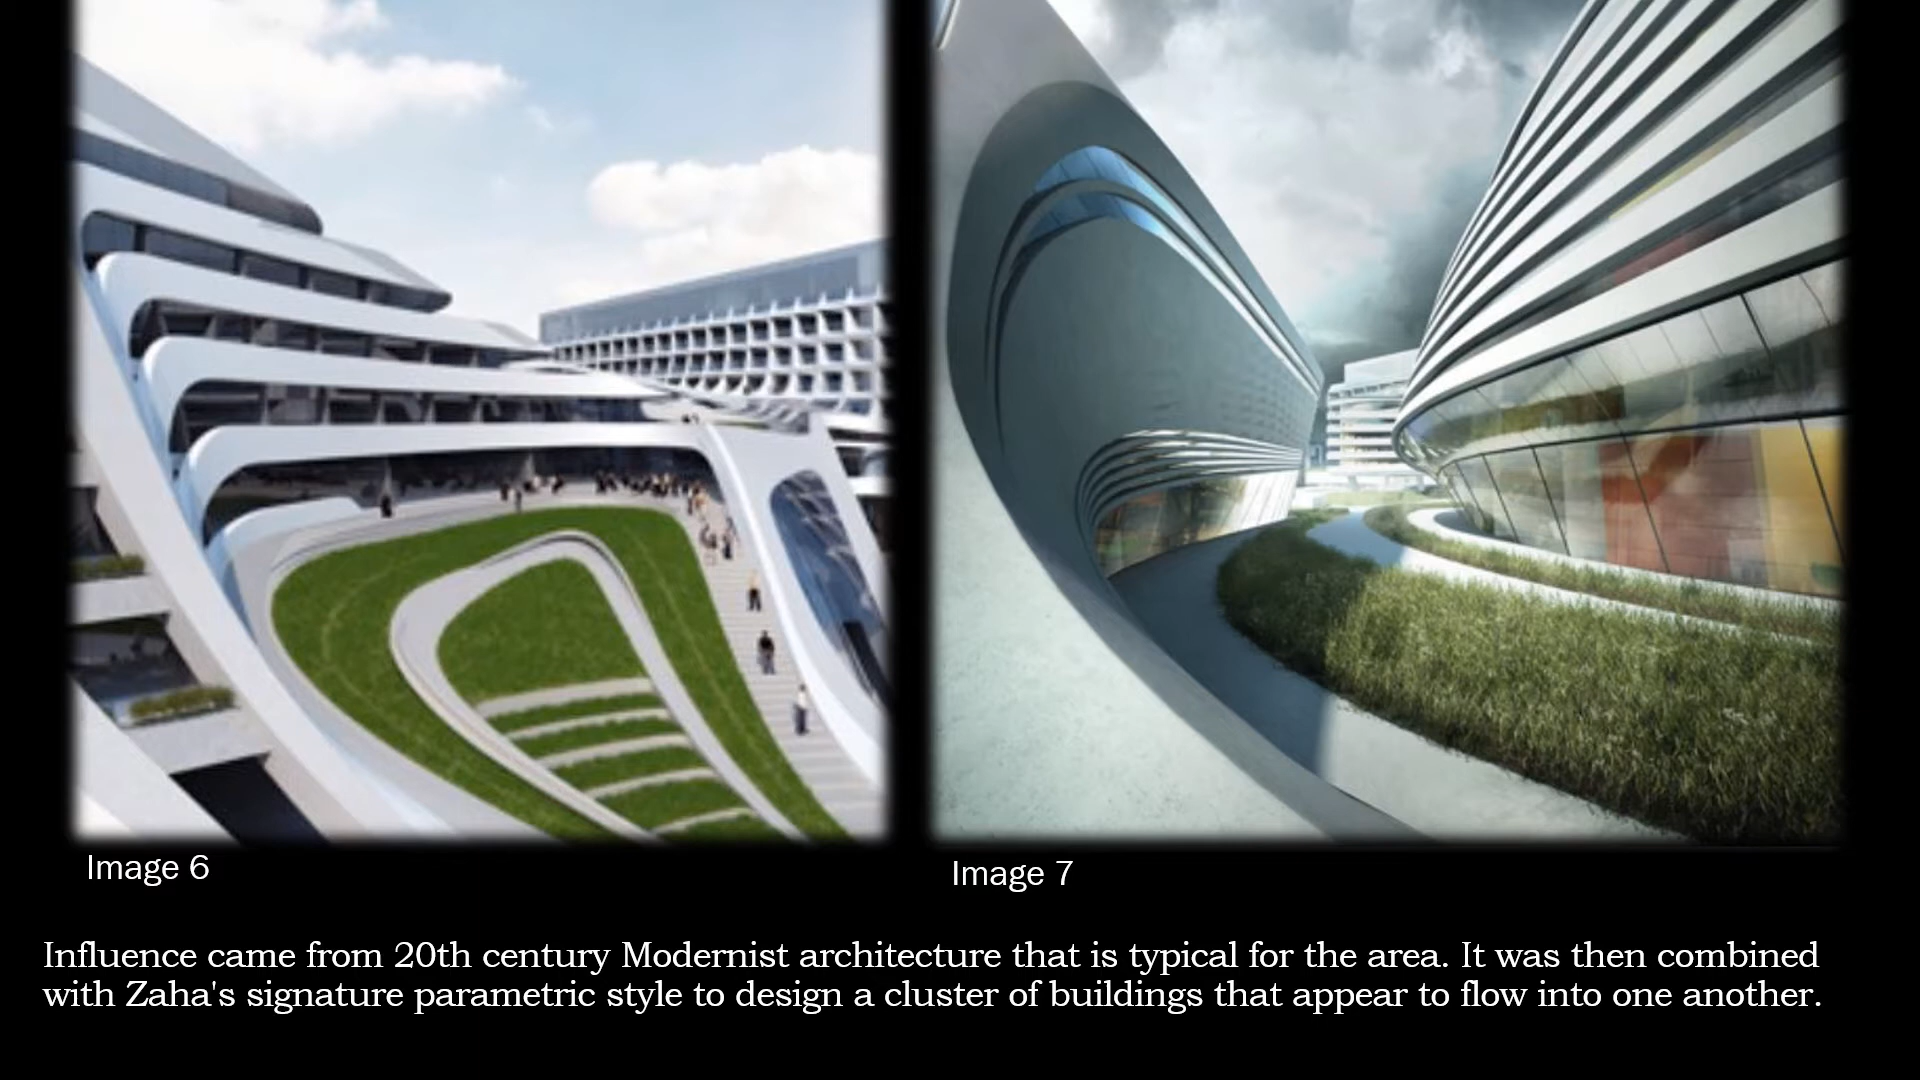 Image 6
Image 7
Influence came from 20th century Modernist architecture that is typical for the area. It was then combined
with Zaha's signature parametric style to design a cluster of buildings that appear to flow into one another.